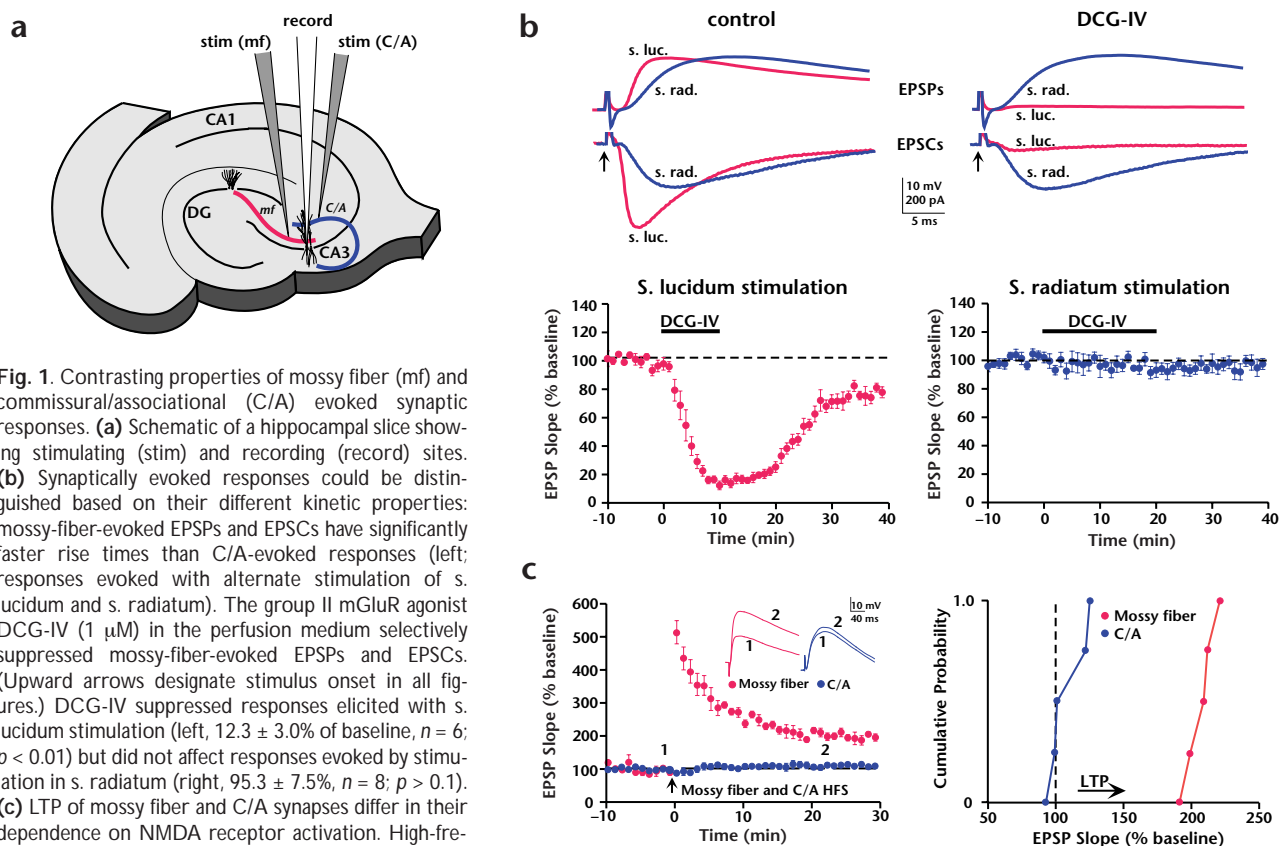 a
record
stim (mf)
stim (C/A)
CA1
DG
mf
C/A
CA3
Fig. 1. Contrasting properties of mossy fiber (mf) and
commissural/associational (C/A) evoked synaptic
responses. (a) Schematic of a hippocampal slice show-
ing stimulating (stim) and recording (record) sites.
(b) Synaptically evoked responses could be distin-
guished based on their different kinetic properties:
mossy-fiber-evoked EPSPs and EPSCs have significantly
faster rise times than C/A-evoked responses (left;
responses evoked with alternate stimulation of s.
lucidum and s. radiatum). The group II mGluR agonist
DCG-IV (1 μM) in the perfusion medium selectively
suppressed mossy-fiber-evoked EPSPs and EPSCs.
(Upward arrows designate stimulus onset in all fig-
ures.) DCG-IV suppressed responses elicited with s.
lucidum stimulation (left, 12.3 ± 3.0% of baseline, n = 6;
p < 0.01) but did not affect responses evoked by stimu-
lation in s. radiatum (right, 95.3 ± 7.5%, n = 8; p > 0.1).
(c) LTP of mossy fiber and C/A synapses differ in their
dependence on NMDA receptor activation. High-fre-
b
control
DCG-IV
s. luc.
s. rad.
EPSPs
s. rad.
s. luc.
EPSCs
s. rad.
s. luc.
s. luc.
s. rad.
10 mV
200 pA
5 ms
S. lucidum stimulation
DCG-IV
EPSP Slope (% baseline)
140
120
100
80
60
40
20
0
-10 0 10 20 30 40
Time (min)
S. radiatum stimulation
DCG-IV
EPSP Slope (% baseline)
140
120
100
80
60
40
20
0
−10 0 10 20 30 40
Time (min)
c
EPSP Slope (% baseline)
600
500
400
300
200
100
0
10 mV
40 ms
2
1
2
1
Mossy fiber
C/A
1
2
Mossy fiber and C/A HFS
−10 0 10 20 30
Time (min)
Cumulative Probability
1.0
0
Mossy fiber
C/A
LTP
50 100 150 200 250
EPSP Slope (% baseline)